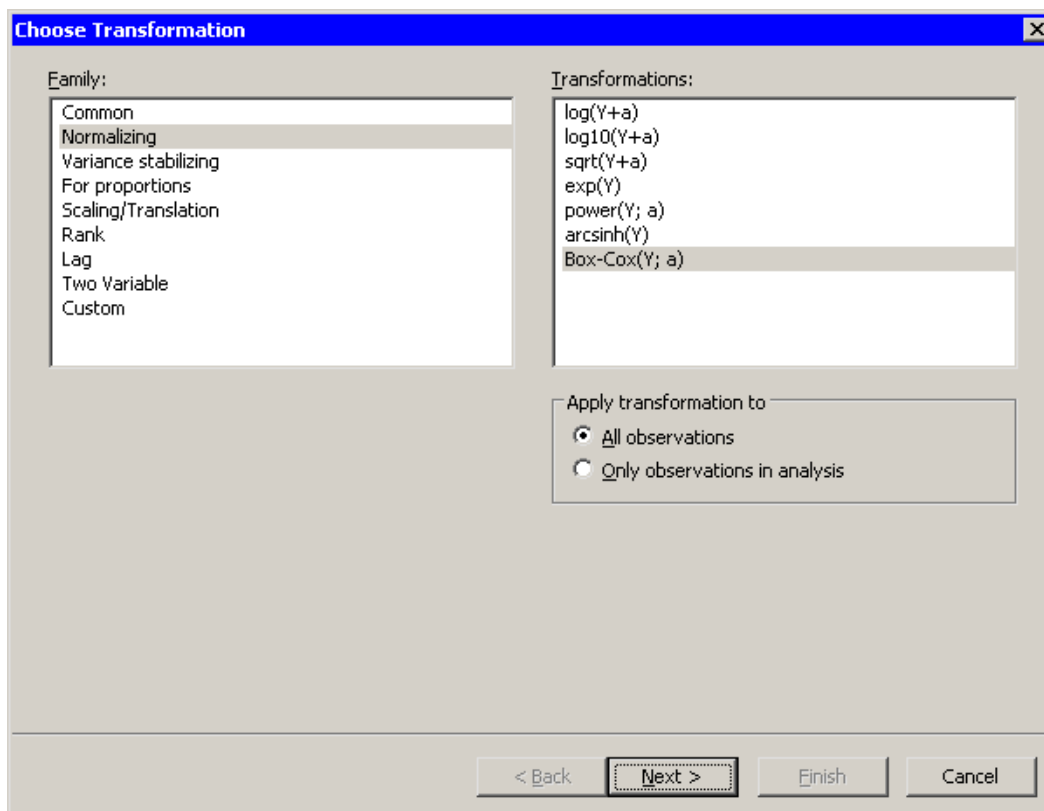 Choose Transformation
Family:
Common
Normalizing
Variance stabilizing
For proportions
Scaling/Translation
Rank
Lag
Two Variable
Custom
Transformations:
log(Y+a)
log10(Y+a)
sqrt(Y+a)
exp(Y)
power(Y; a)
arcsinh(Y)
Box-Cox(Y; a)
Apply transformation to
All observations
Only observations in analysis
< Back
Next >
Finish
Cancel